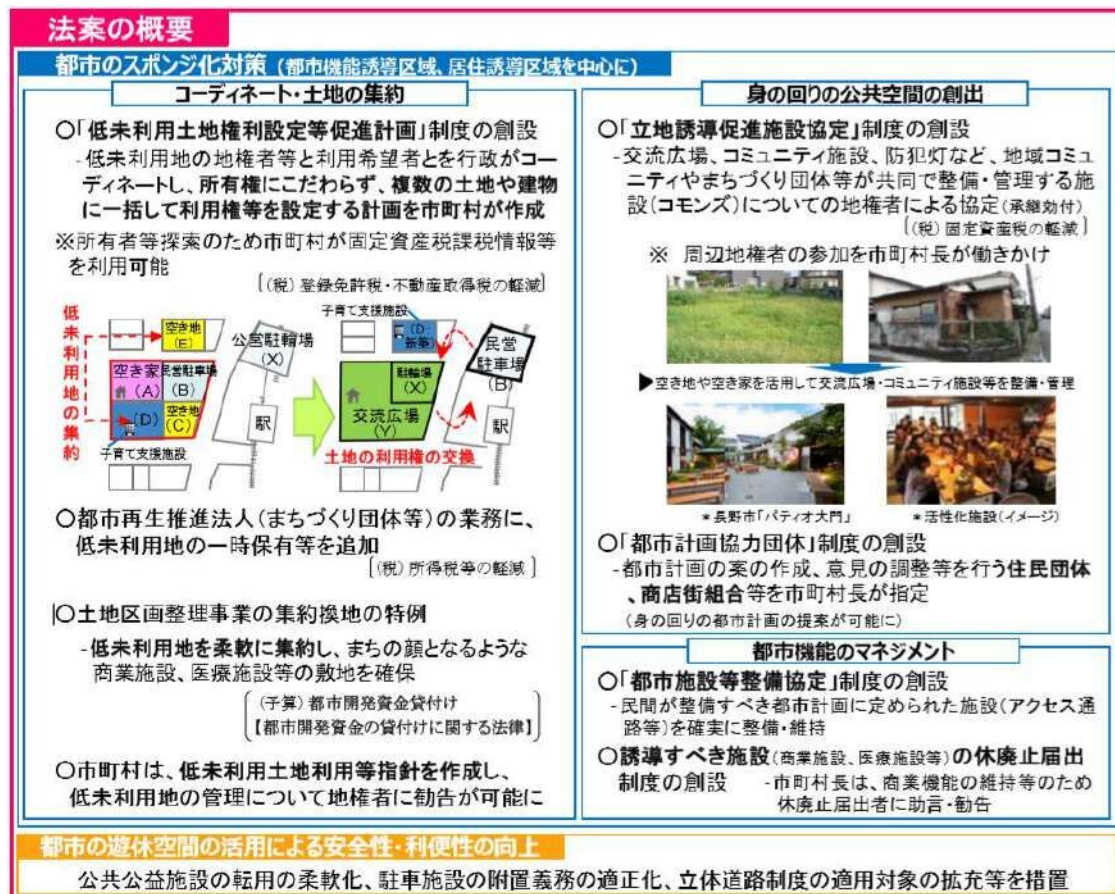 法案の概要
都市のスポンジ化対策(都市機能誘導区域、居住誘導区域を中心に)
コーディネート・土地の集約
○「低未利用土地権利設定等促進計画」制度の創設
-低未利用地の地権者等と利用希望者とを行政がコー
ディネートし、所有権にこだわらず、複数の土地や建物
に一括して利用権等を設定する計画を市町村が作成
※所有者等探索のため市町村が固定資産税課税情報等
を利用可能
〔(税)登録免許税・不動産取得税の軽減〕
低未利用地の集約
空き地
(E)
空き家
(A)
民営駐車場
(B)
(D)
空き地
(C)
子育て支援施設
公営駐輪場
(X)
駅
子育て支援施設
(D)
新築
駐輪場
(X)
交流広場
(Y)
民営
駐車場
(B)
駅
土地の利用権の交換
○都市再生推進法人(まちづくり団体等)の業務に、
低未利用地の一時保有等を追加
〔(税)所得税等の軽減〕
○土地区画整理事業の集約換地の特例
-低未利用地を柔軟に集約し、まちの顔となるような
商業施設、医療施設等の敷地を確保
(予算)都市開発資金貸付け
【都市開発資金の貸付けに関する法律】
○市町村は、低未利用土地利用等指針を作成し、
低未利用地の管理について地権者に勧告が可能に
身の回りの公共空間の創出
○「立地誘導促進施設協定」制度の創設
-交流広場、コミュニティ施設、防犯灯など、地域コミュ
ニティやまちづくり団体等が共同で整備・管理する施
設(コモンズ)についての地権者による協定(承継効付)
〔(税)固定資産税の軽減〕
※ 周辺地権者の参加を市町村長が働きかけ
▶空き地や空き家を活用して交流広場・コミュニティ施設等を整備・管理
*長野市「パティオ大門」
*活性化施設(イメージ)
○「都市計画協力団体」制度の創設
-都市計画の案の作成、意見の調整等を行う住民団体
、商店街組合等を市町村長が指定
(身の回りの都市計画の提案が可能に)
都市機能のマネジメント
○「都市施設等整備協定」制度の創設
-民間が整備すべき都市計画に定められた施設(アクセス通
路等)を確実に整備・維持
○誘導すべき施設(商業施設、医療施設等)の休廃止届出
制度の創設 -市町村長は、商業機能の維持等のため
休廃止届出者に助言・勧告
都市の遊休空間の活用による安全性・利便性の向上
公共公益施設の転用の柔軟化、駐車施設の附置義務の適正化、立体道路制度の適用対象の拡充等を措置